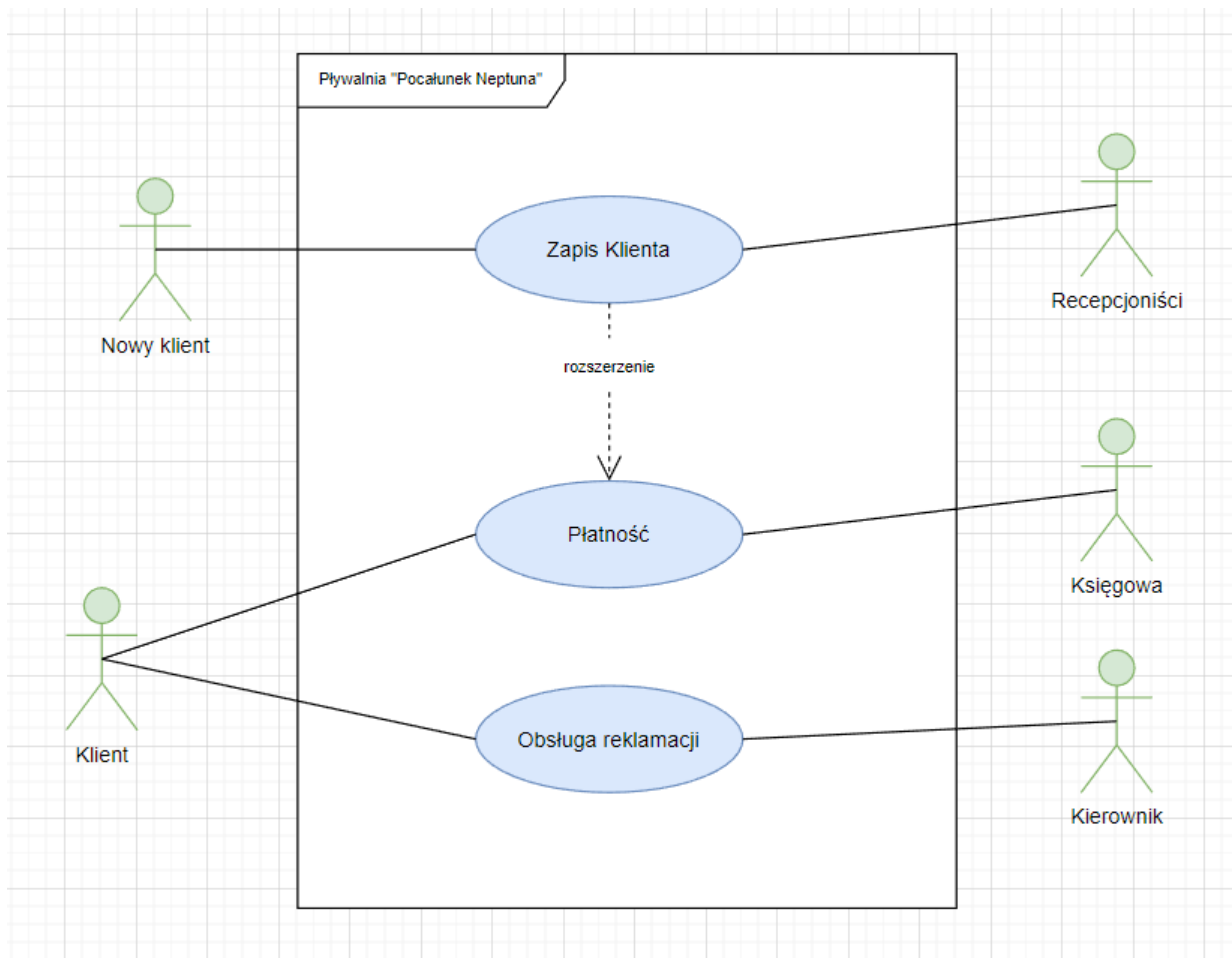 Pływalnia "Pocałunek Neptuna"
Zapis Klienta
Recepcjoniści
Nowy klient
rozszerzenie
Płatność
Księgowa
Obsługa reklamacji
Klient
Kierownik